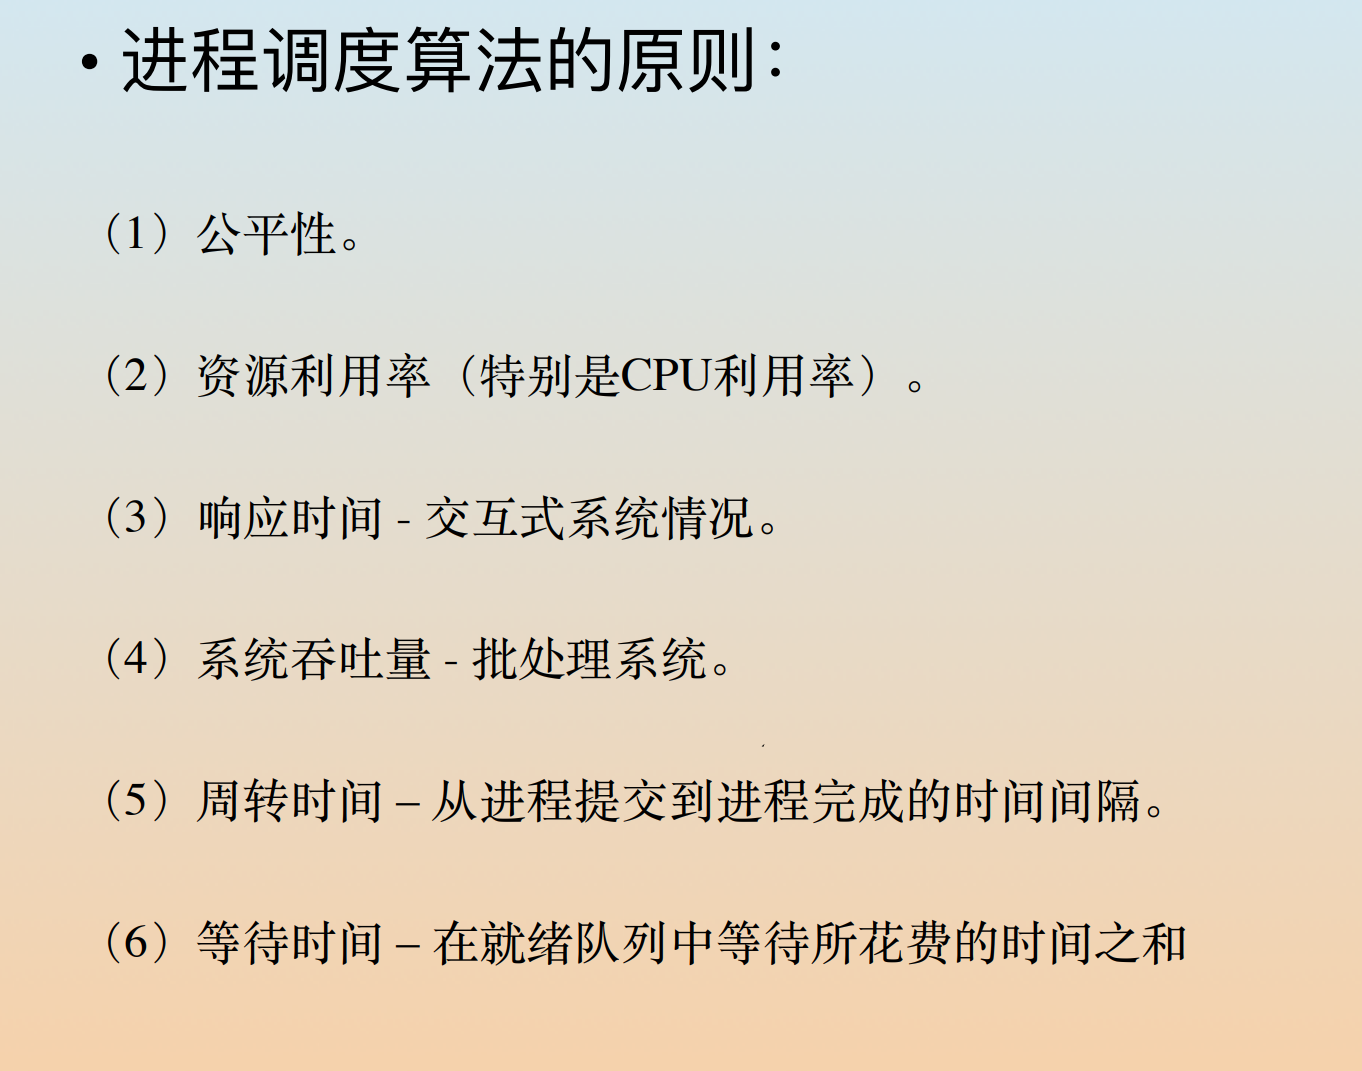 • 进程调度算法的原则：
（1）公平性。
（2）资源利用率（特别是CPU利用率）。
（3）响应时间 - 交互式系统情况。
（4）系统吞吐量 - 批处理系统。
（5）周转时间 – 从进程提交到进程完成的时间间隔。
（6）等待时间 – 在就绪队列中等待所花费的时间之和